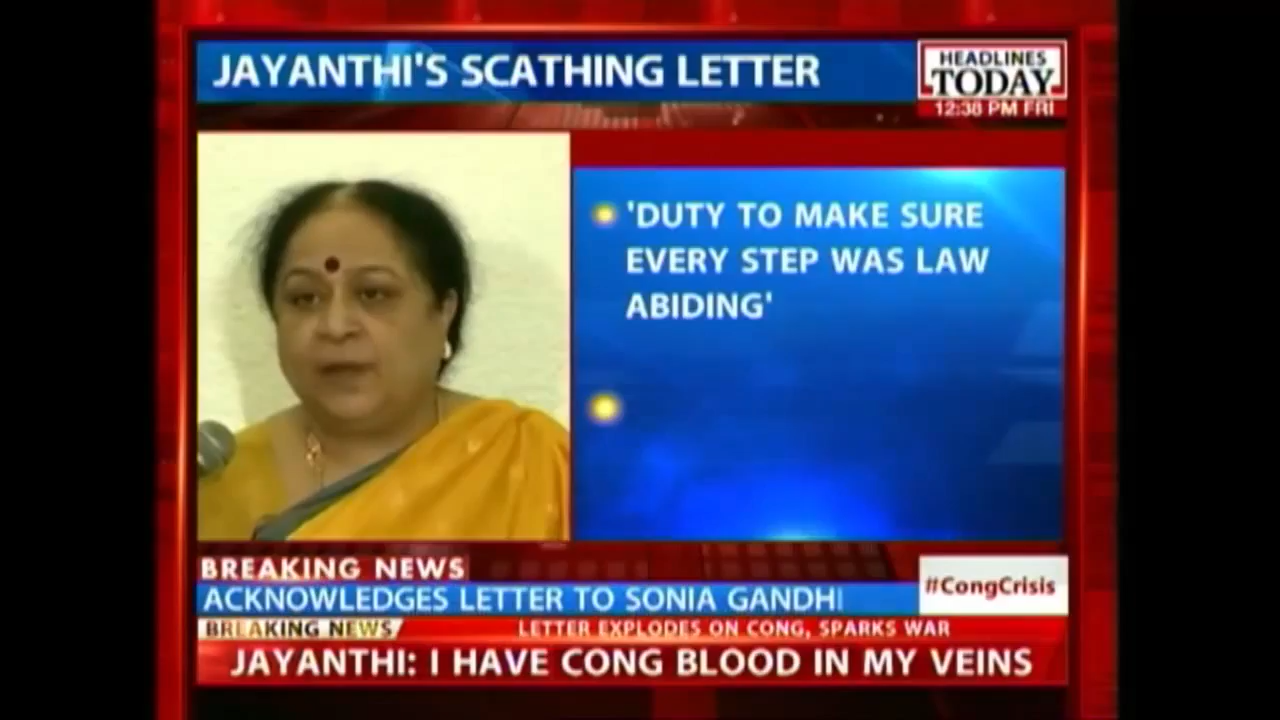 JAYANTHI'S SCATHING LETTER
HEADLINES
TODAY
12:38 PM FRI
'DUTY TO MAKE SURE
EVERY STEP WAS LAW
ABIDING'
BREAKING NEWS
ACKNOWLEDGES LETTER TO SONIA GANDHI
#CongCrisis
BREAKING NEWS
LETTER EXPLODES ON CONG, SPARKS WAR
JAYANTHI: I HAVE CONG BLOOD IN MY VEINS